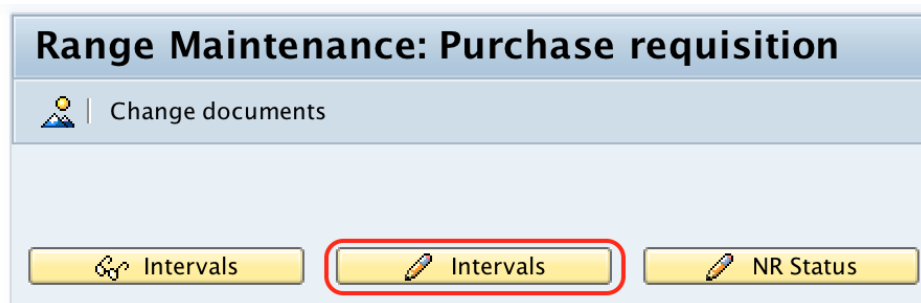 Range Maintenance: Purchase requisition
Change documents
Intervals Intervals NR Status